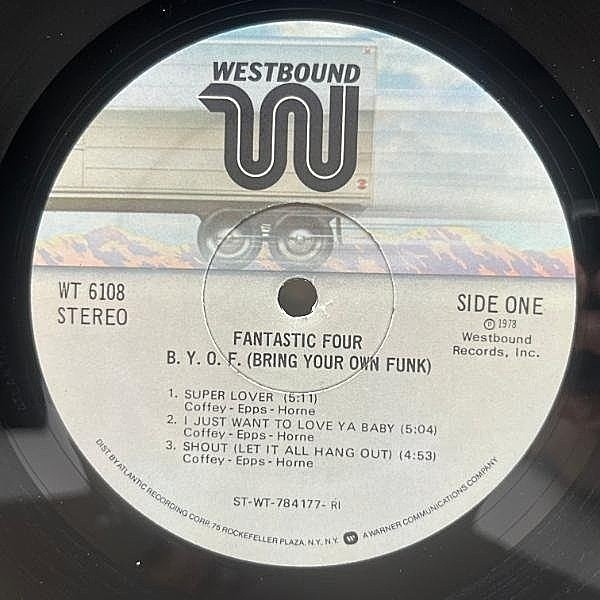 WESTBOUND
W
WT 6108
STEREO
SIDE ONE
Ⓟ 1978
Westbound
Records, Inc.
FANTASTIC FOUR
B. Y. O. F. (BRING YOUR OWN FUNK)
1. SUPER LOVER (5:11)
Coffey - Epps - Horne
2. I JUST WANT TO LOVE YA BABY (5:04)
Coffey - Epps - Horne
3. SHOUT (LET IT ALL HANG OUT) (4:53)
Coffey - Epps - Horne
ST-WT-784177- RI
DIST BY ATLANTIC RECORDING CORP. 75 ROCKEFELLER PLAZA, N.Y. N.Y. W A WARNER COMMUNICATIONS COMPANY